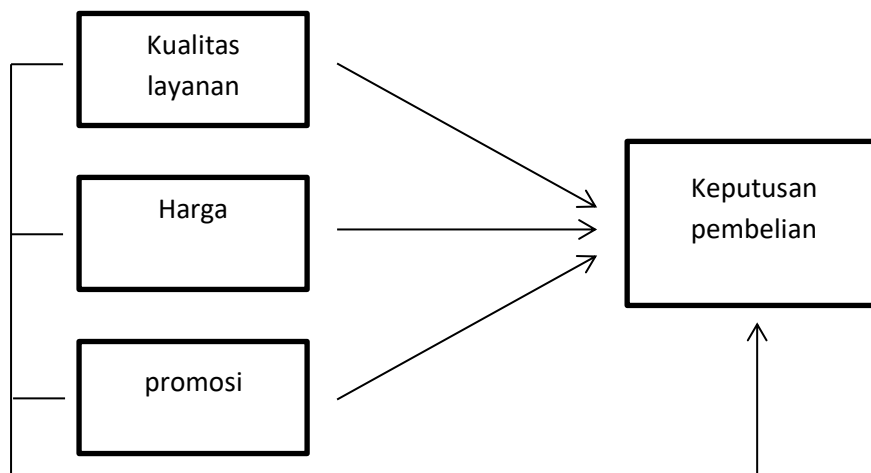 Kualitas
layanan
Harga
Keputusan
pembelian
promosi